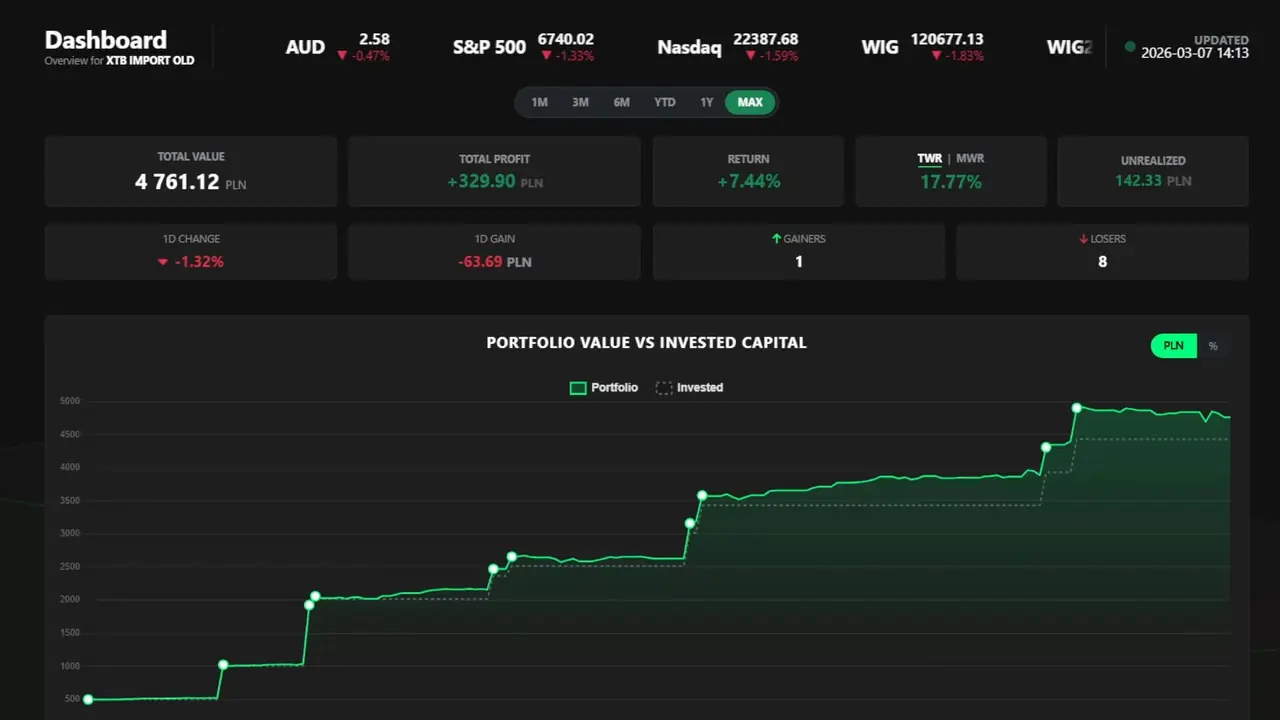 Dashboard
Overview for XTB IMPORT OLD
AUD 2.58 ▼ -0.47%
S&P 500 6740.02 ▼ -1.33%
Nasdaq 22387.68 ▼ -1.59%
WIG 120677.13 ▼ -1.83%
WIG2
UPDATED
2026-03-07 14:13
1M 3M 6M YTD 1Y MAX
TOTAL VALUE
4 761.12 PLN
TOTAL PROFIT
+329.90 PLN
RETURN
+7.44%
TWR | MWR
17.77%
UNREALIZED
142.33 PLN
1D CHANGE
▼ -1.32%
1D GAIN
-63.69 PLN
↑ GAINERS
1
↓ LOSERS
8
PORTFOLIO VALUE VS INVESTED CAPITAL
PLN %
Portfolio Invested
5000
4500
4000
3500
3000
2500
2000
1500
1000
500